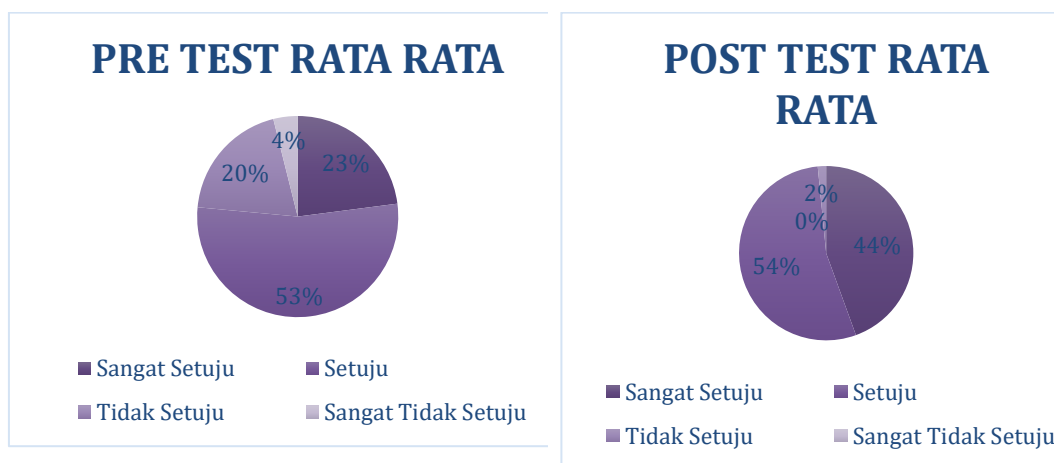 PRE TEST RATA RATA
4%
23%
20%
53%
Sangat Setuju
Setuju
Tidak Setuju
Sangat Tidak Setuju
POST TEST RATA
RATA
2%
0%
44%
54%
Sangat Setuju
Setuju
Tidak Setuju
Sangat Tidak Setuju